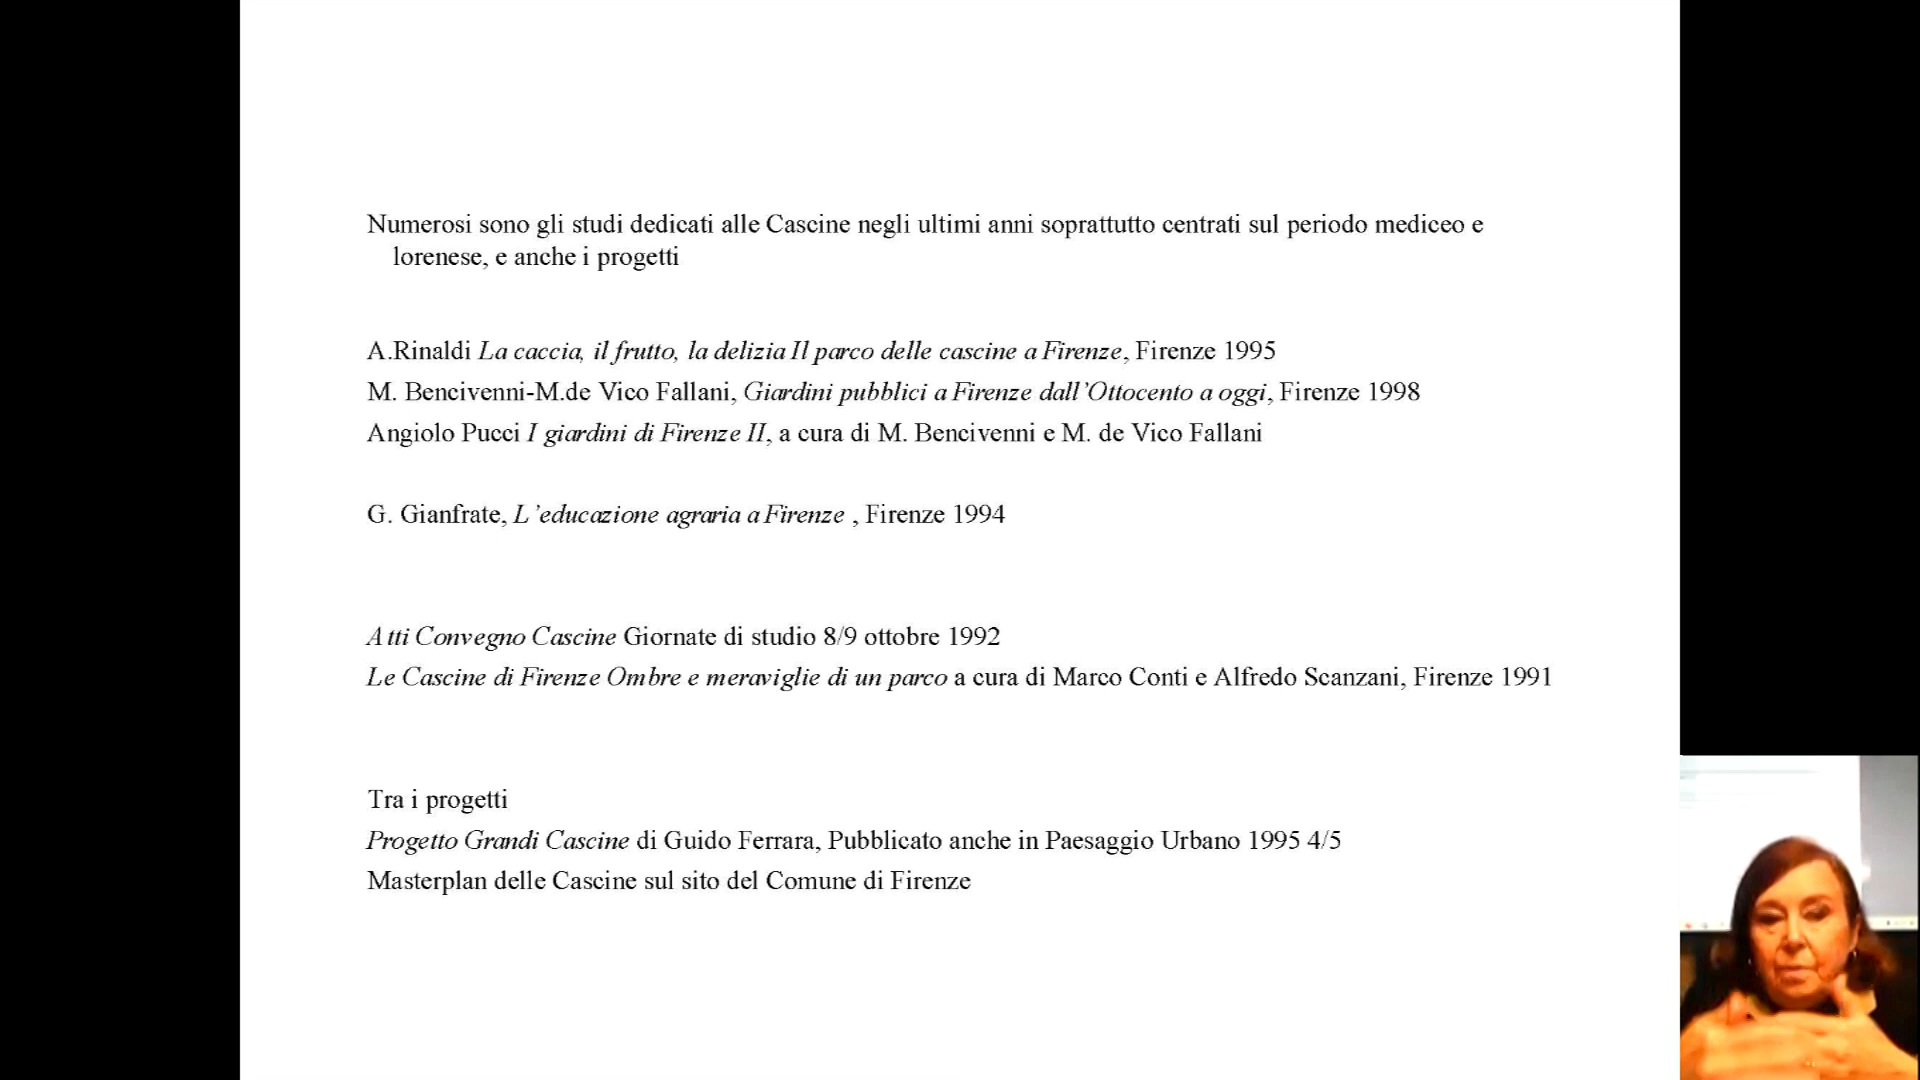 Numerosi sono gli studi dedicati alle Cascine negli ultimi anni soprattutto centrati sul periodo mediceo e
lorenese, e anche i progetti
A.Rinaldi La caccia, il frutto, la delizia Il parco delle cascine a Firenze, Firenze 1995
M. Bencivenni-M.de Vico Fallani, Giardini pubblici a Firenze dall’Ottocento a oggi, Firenze 1998
Angiolo Pucci I giardini di Firenze II, a cura di M. Bencivenni e M. de Vico Fallani
G. Gianfrate, L’educazione agraria a Firenze , Firenze 1994
Atti Convegno Cascine Giornate di studio 8/9 ottobre 1992
Le Cascine di Firenze Ombre e meraviglie di un parco a cura di Marco Conti e Alfredo Scanzani, Firenze 1991
Tra i progetti
Progetto Grandi Cascine di Guido Ferrara, Pubblicato anche in Paesaggio Urbano 1995 4/5
Masterplan delle Cascine sul sito del Comune di Firenze